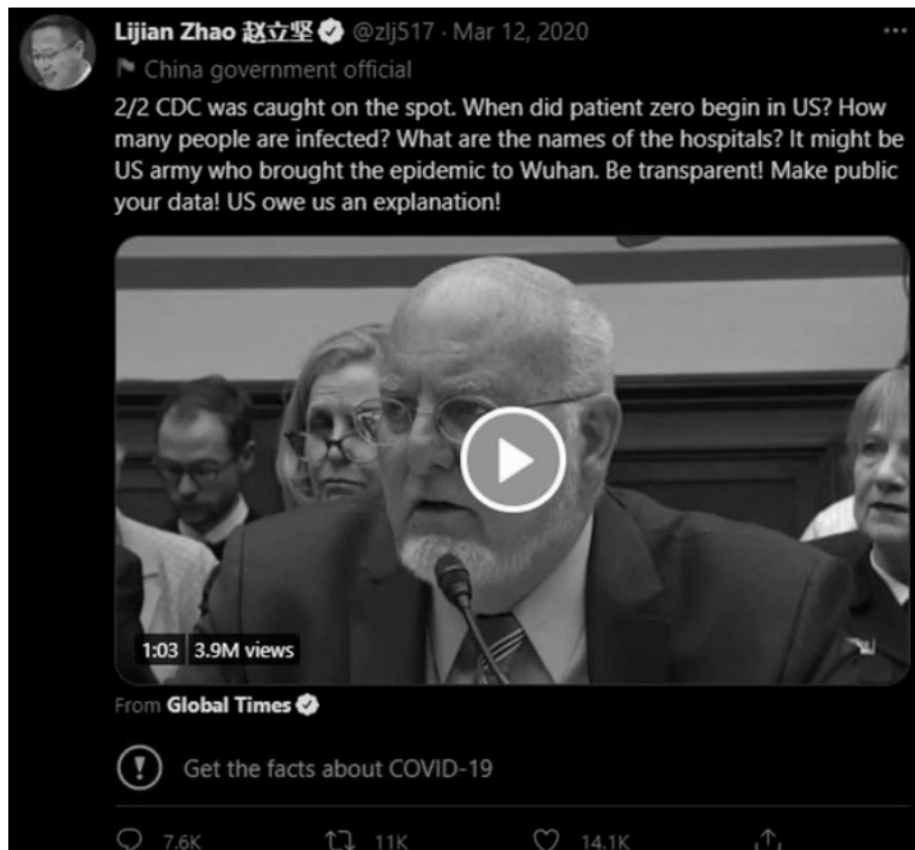 Lijian Zhao 赵立坚 @zlj517 · Mar 12, 2020
China government official
2/2 CDC was caught on the spot. When did patient zero begin in US? How
many people are infected? What are the names of the hospitals? It might be
US army who brought the epidemic to Wuhan. Be transparent! Make public
your data! US owe us an explanation!
1:03 3.9M views
From Global Times
Get the facts about COVID-19
7.6K 11K 14.1K